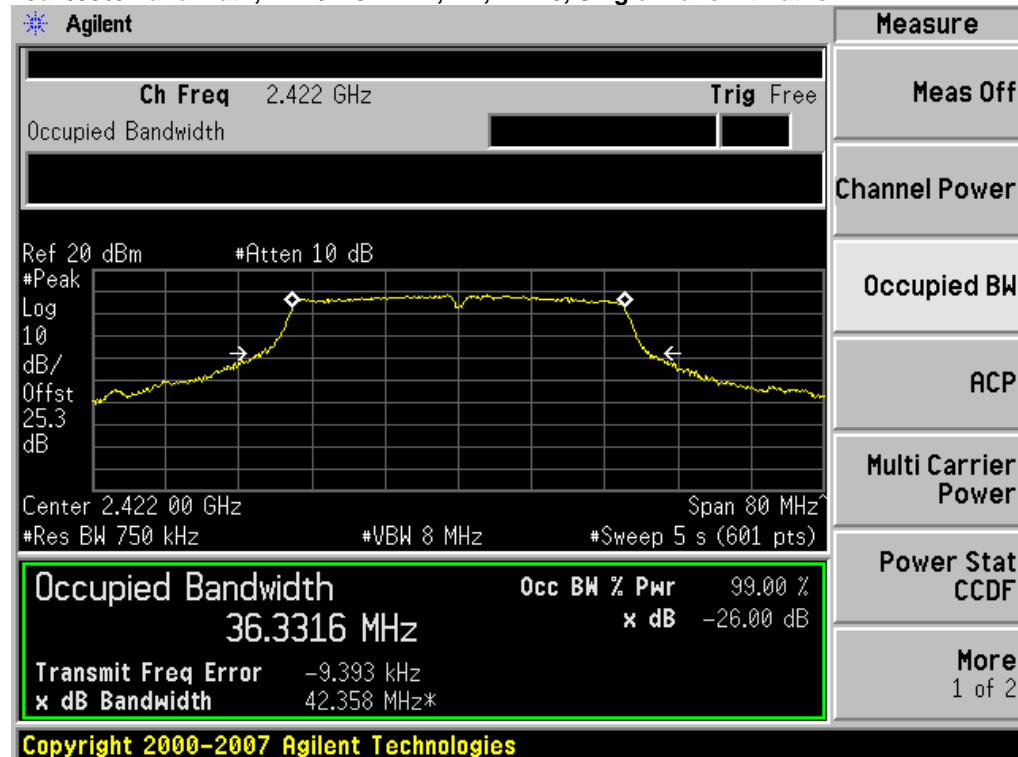 Agilent
Measure
Ch Freq 2.422 GHz Trig Free
Occupied Bandwidth
Meas Off
Channel Power
Occupied BW
ACP
Multi Carrier
Power
Power Stat
CCDF
More
1 of 2
Ref 20 dBm #Atten 10 dB
#Peak
Log
10
dB/
Offst
25.3
dB
Center 2.422 00 GHz Span 80 MHz^
#Res BW 750 kHz #VBW 8 MHz #Sweep 5 s (601 pts)
Occupied Bandwidth
36.3316 MHz
Occ BW % Pwr 99.00 %
x dB -26.00 dB
Transmit Freq Error -9.393 kHz
x dB Bandwidth 42.358 MHz*
Copyright 2000-2007 Agilent Technologies